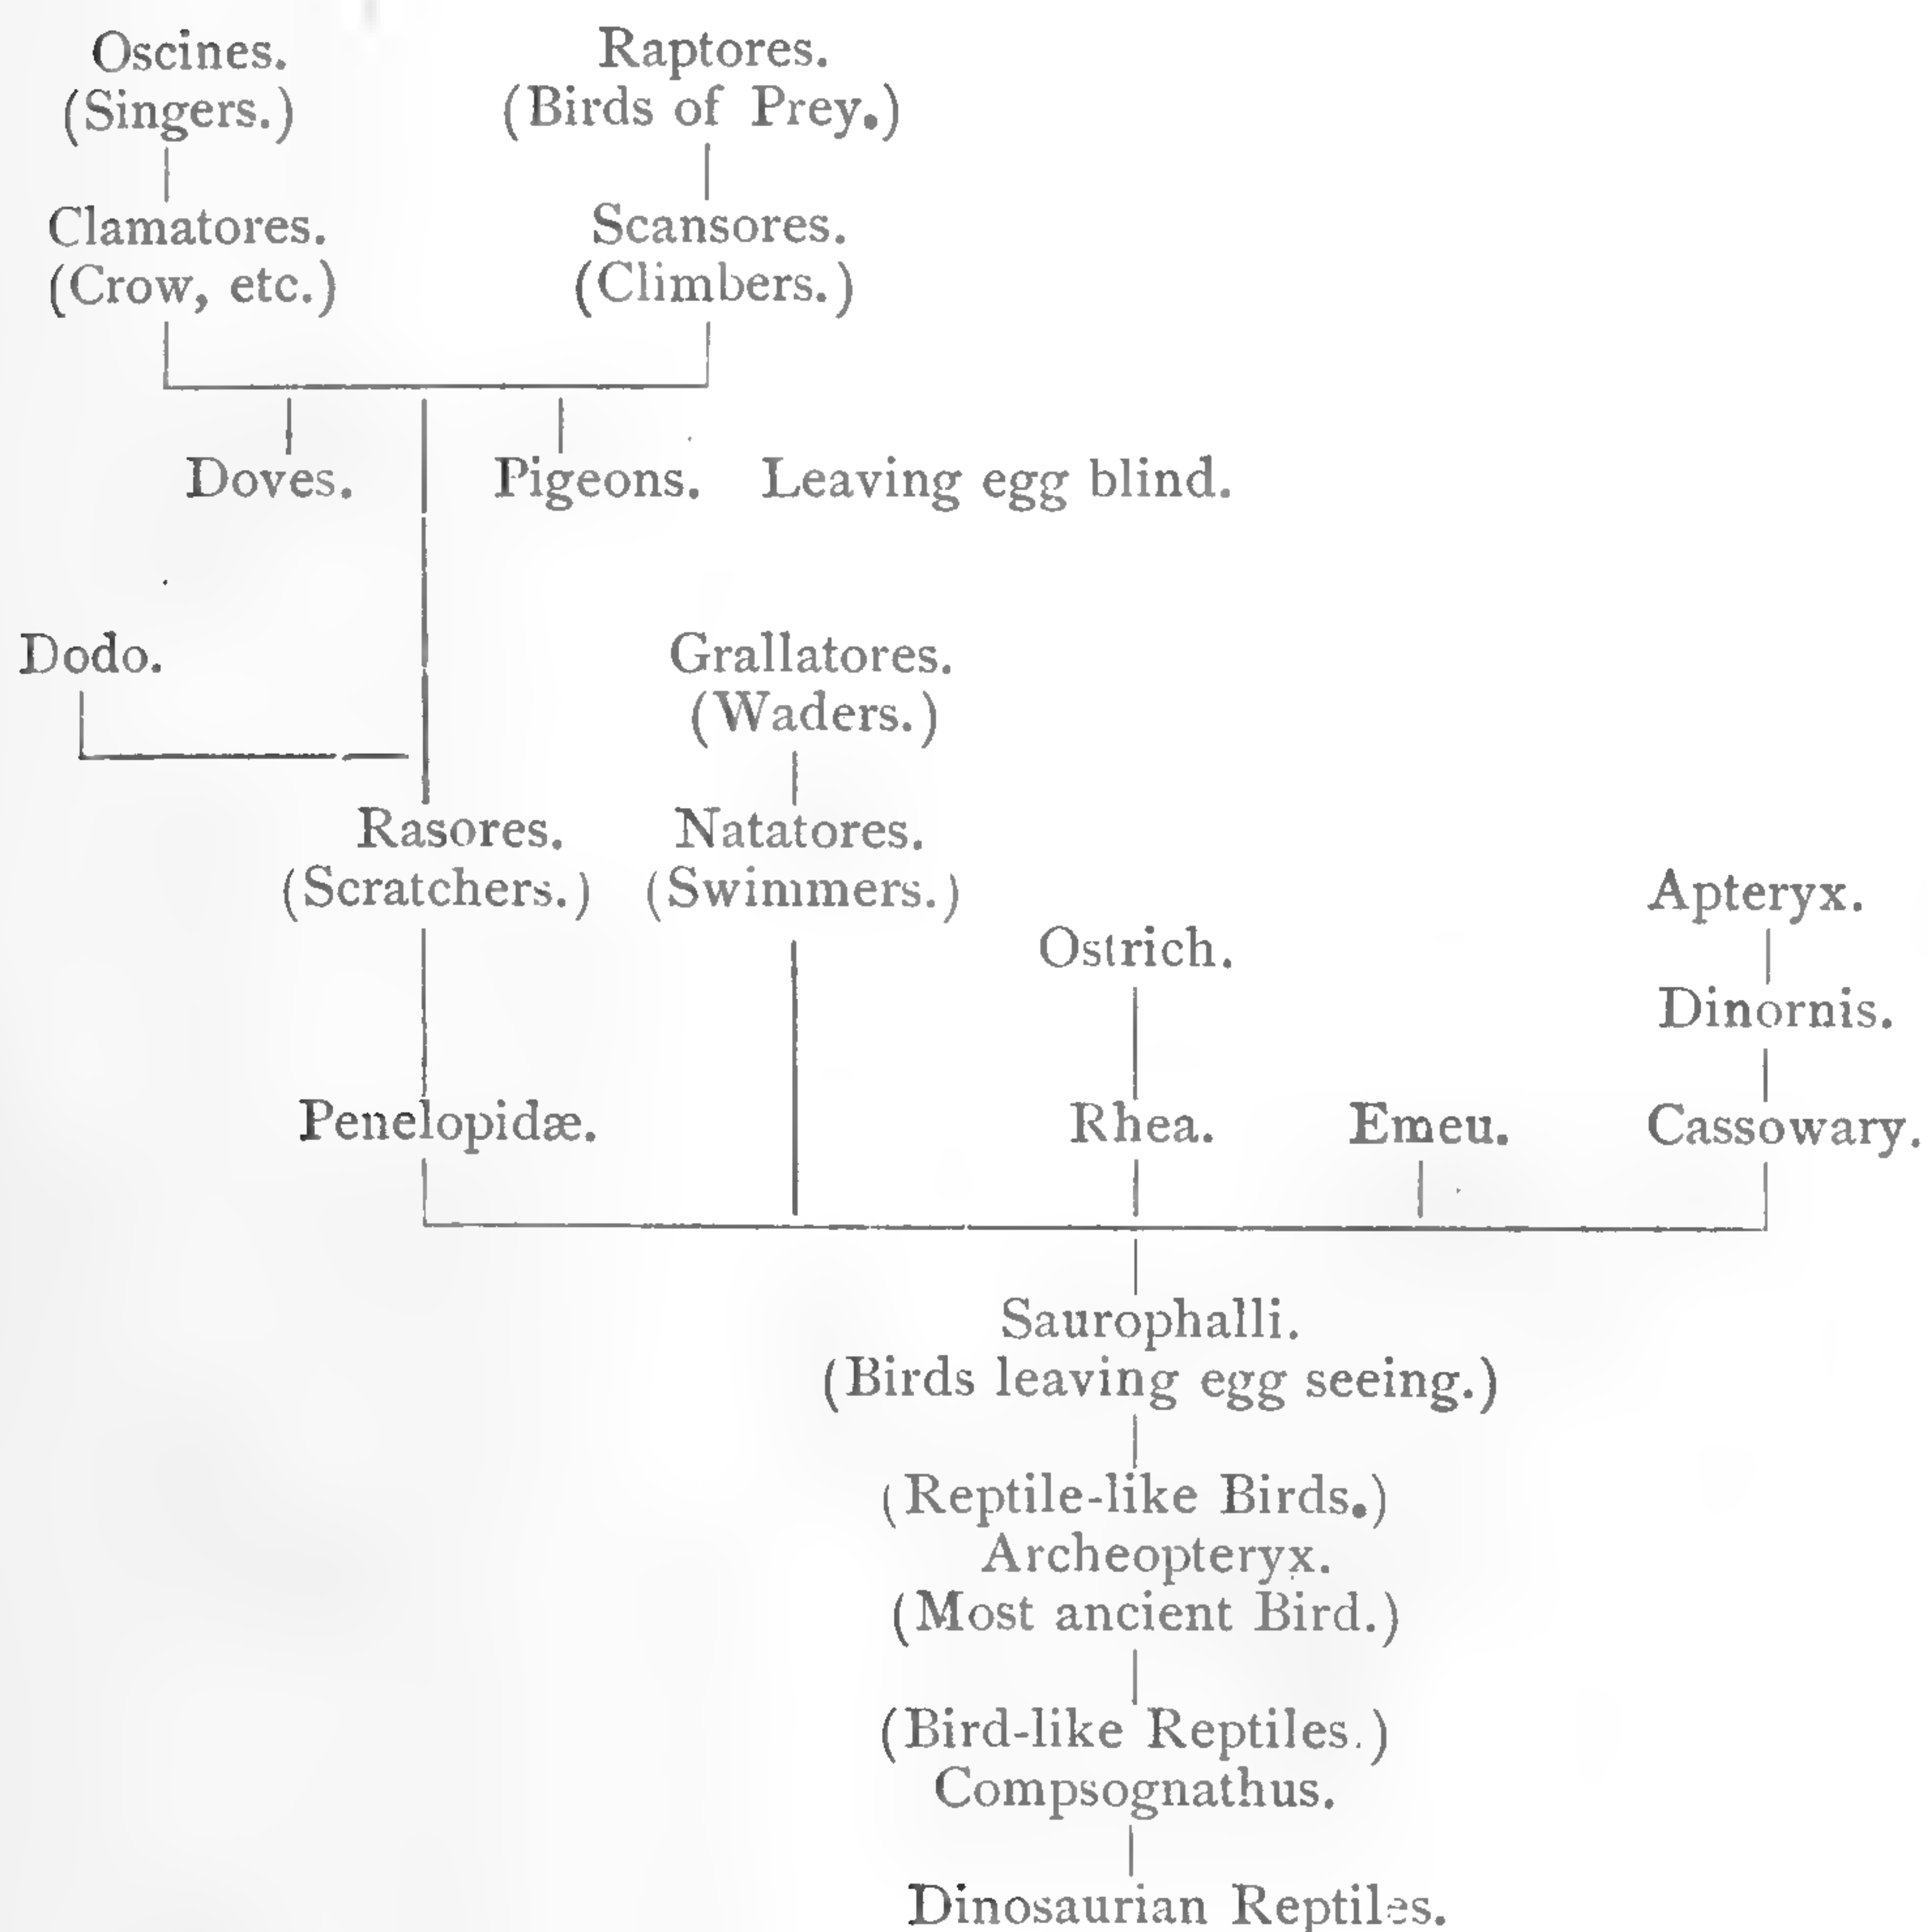 Oscines.
(Singers.)
Raptores.
(Birds of Prey.)
Clamatores.
(Crow, etc.)
Scansores.
(Climbers.)
Doves.
Pigeons.
Leaving egg blind.
Dodo.
Grallatores.
(Waders.)
Rasores.
(Scratchers.)
Natatores.
(Swimmers.)
Apteryx.
Ostrich.
Dinornis.
Penelopidæ.
Rhea.
Emeu.
Cassowary.
Saurophalli.
(Birds leaving egg seeing.)
(Reptile-like Birds.)
Archeopteryx.
(Most ancient Bird.)
(Bird-like Reptiles.)
Compsognathus.
Dinosaurian Reptiles.